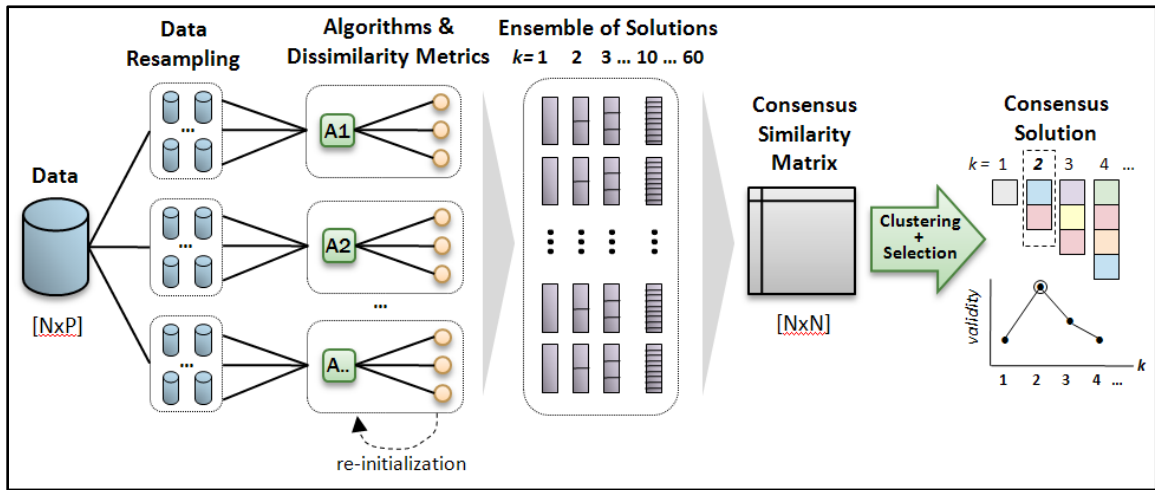 Data
Resampling
Algorithms &
Dissimilarity Metrics
Ensemble of Solutions
k= 1 2 3 ... 10 ... 60
Data
[NxP]
...
...
...
A1
A2
...
A..
re-initialization
Consensus
Similarity
Matrix
[NxN]
Clustering
+
Selection
Consensus
Solution
k = 1 2 3 4 ...
validity
k
1 2 3 4 ...